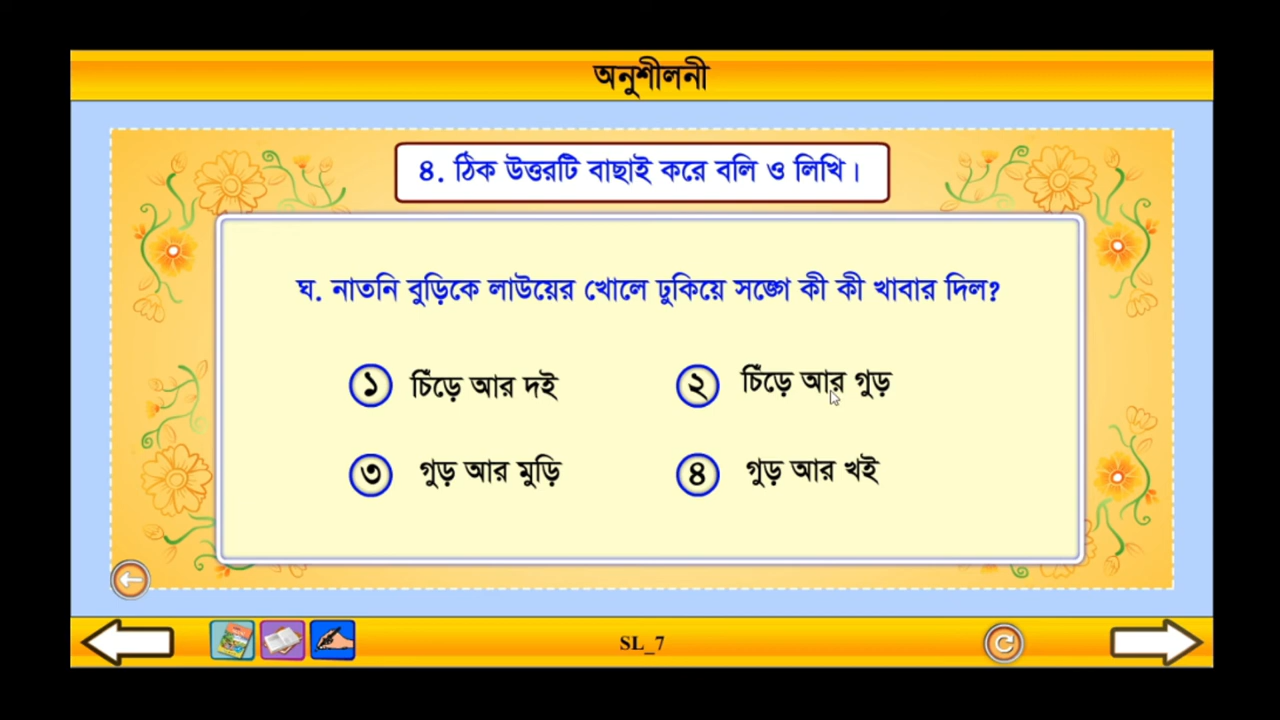 অনুশীলনী
৪. ঠিক উত্তরটি বাছাই করে বলি ও লিখি।
ঘ. নাতনি বুড়িকে লাউয়ের খোলে ঢুকিয়ে সঙ্গে কী কী খাবার দিল?
১ চিঁড়ে আর দই
২ চিঁড়ে আর গুড়
৩ গুড় আর মুড়ি
৪ গুড় আর খই
SL_7